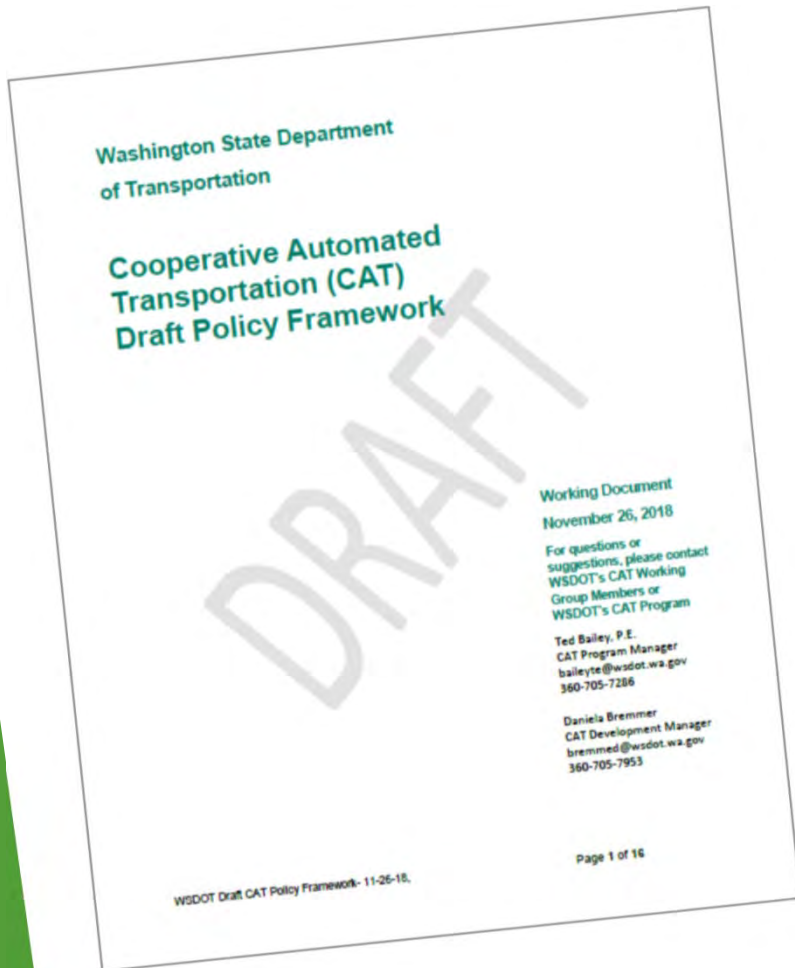 Washington State Department
of Transportation
Cooperative Automated
Transportation (CAT)
Draft Policy Framework
DRAFT
Working Document
November 26, 2018
For questions or
suggestions, please contact
WSDOT's CAT Working
Group Members or
WSDOT's CAT Program
Ted Bailey, P.E.
CAT Program Manager
baileyte@wsdot.wa.gov
360-705-7286
Daniela Bremmer
CAT Development Manager
bremmed@wsdot.wa.gov
360-705-7953
WSDOT Draft CAT Policy Framework- 11-26-18,
Page 1 of 16